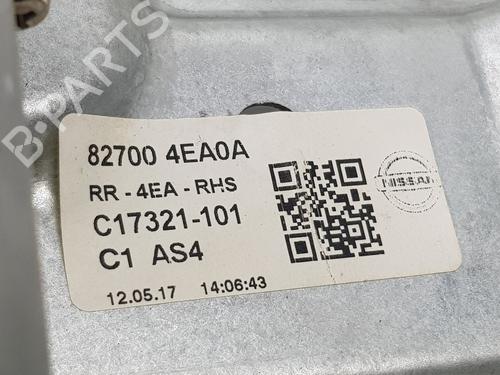 B-PARTS
82700 4EA0A
RR - 4EA - RHS
C17321-101
C1 AS4
12.05.17 14:06:43
NISSAN